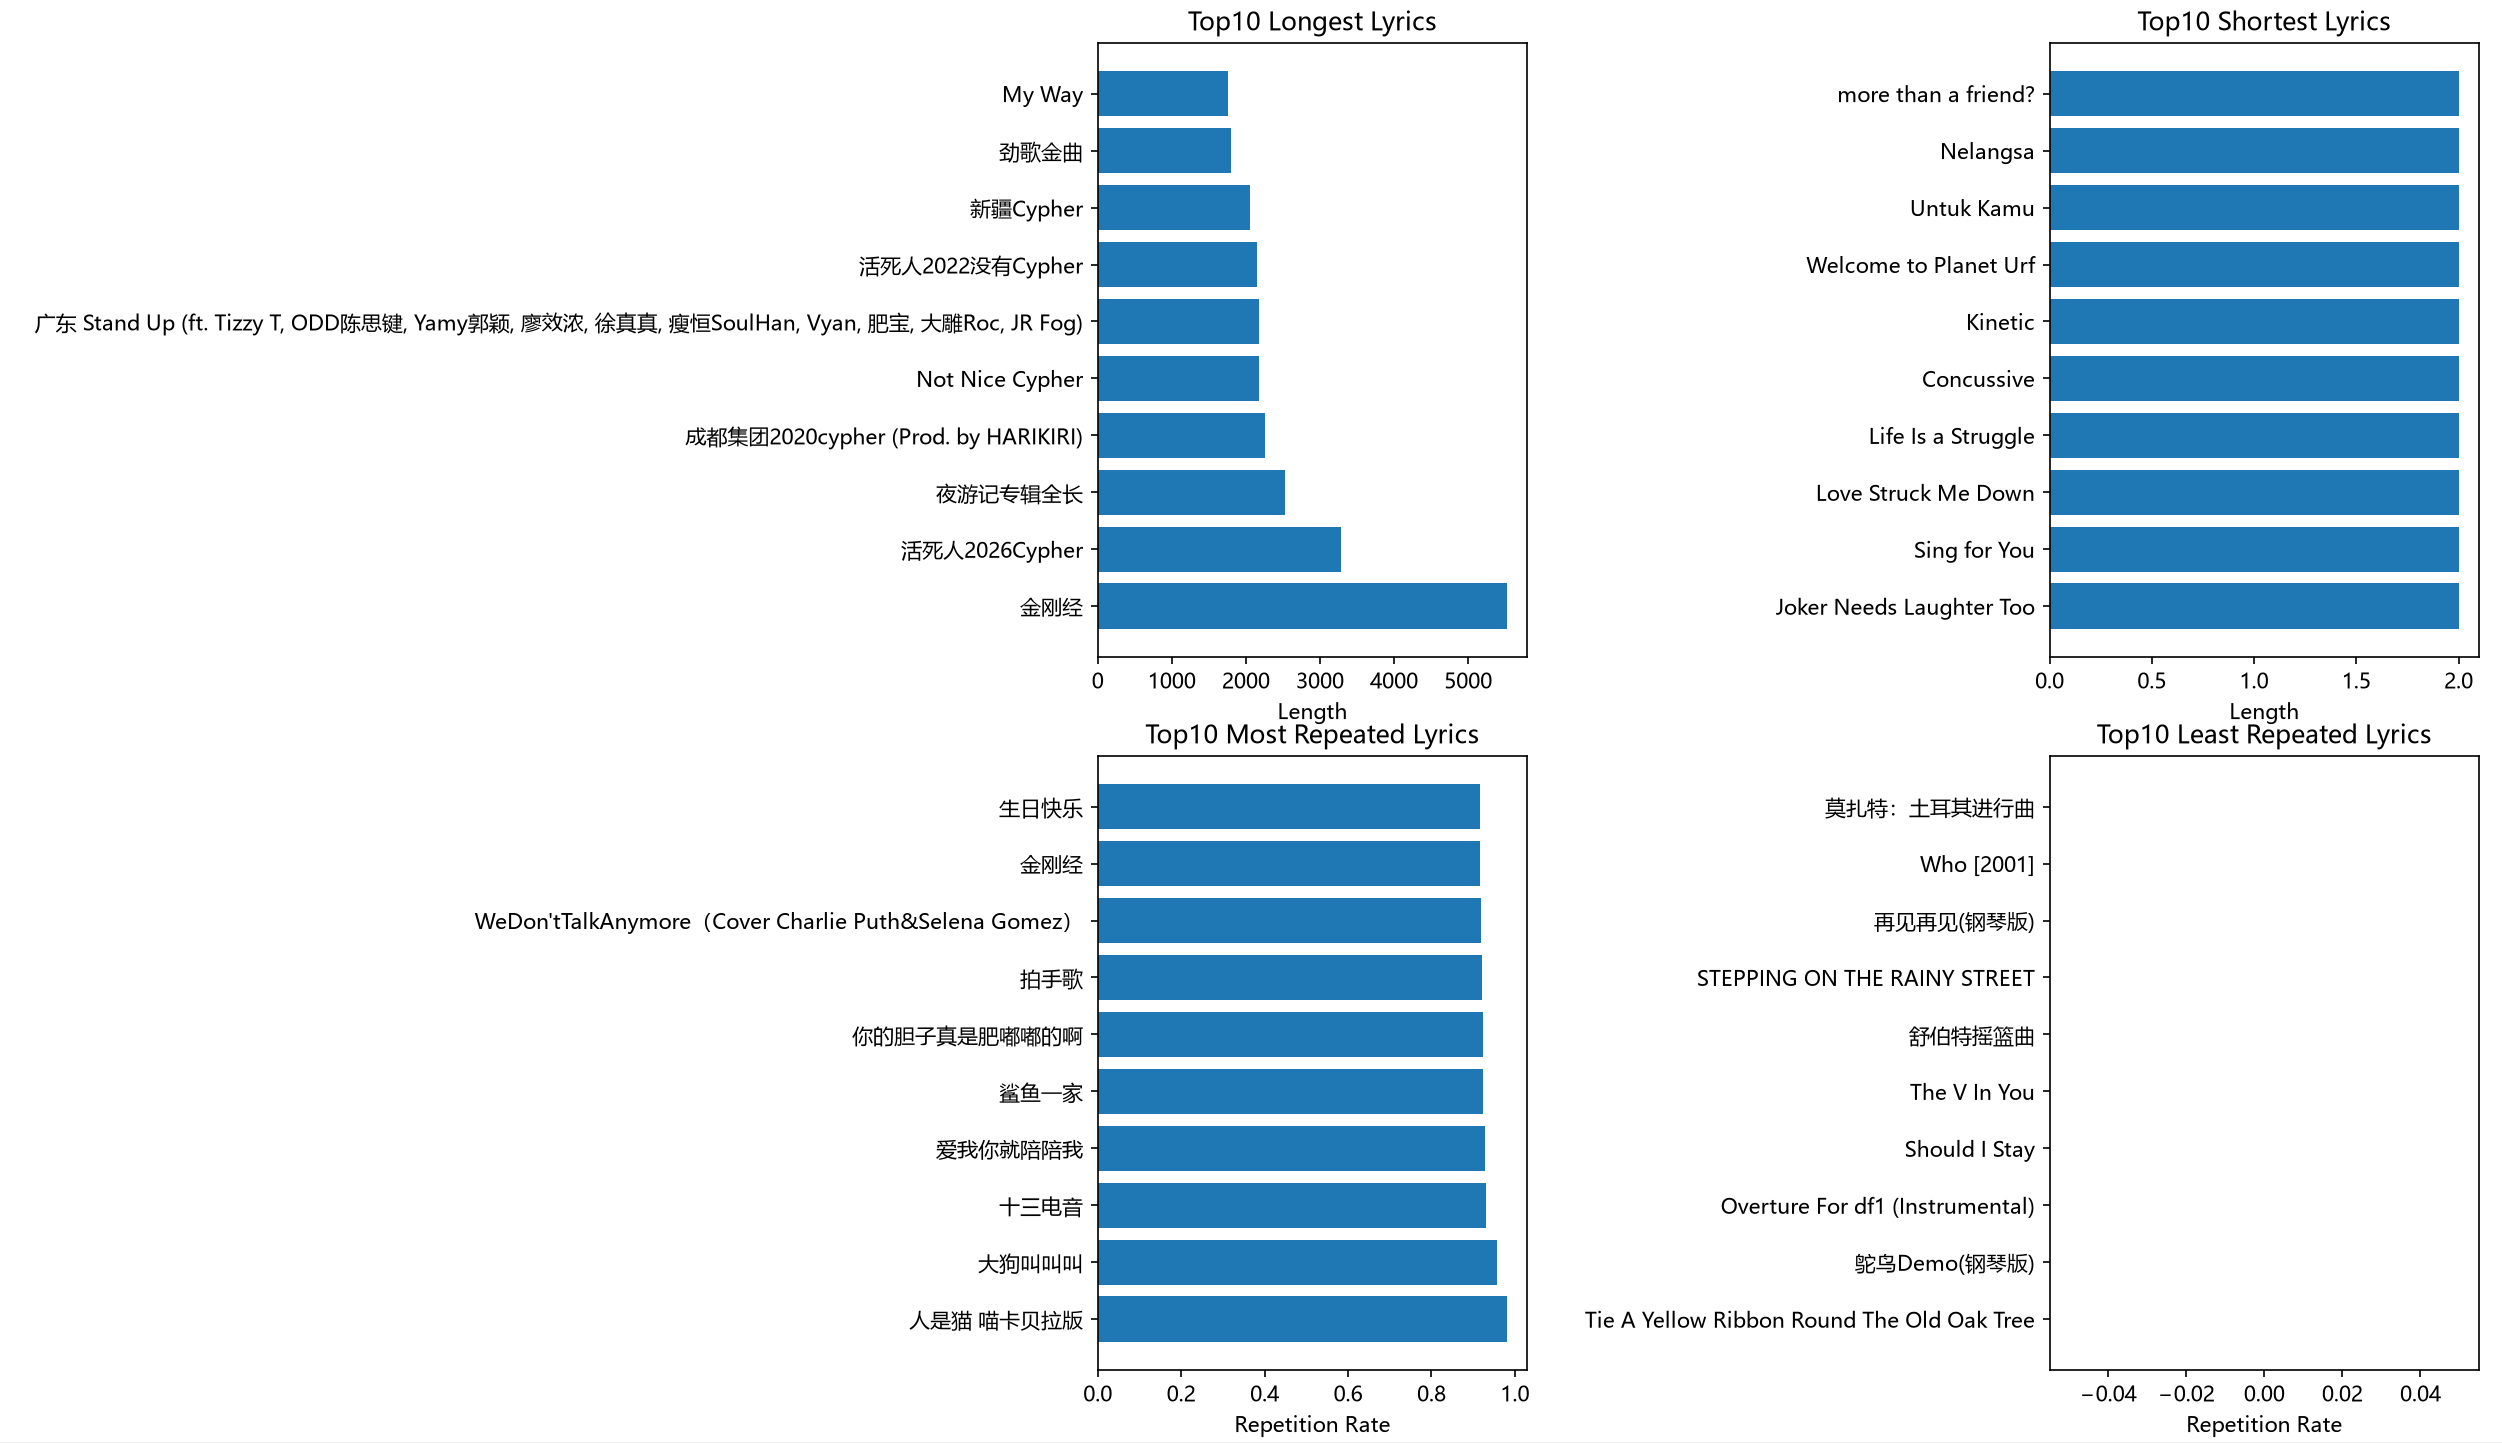 Top10 Longest Lyrics
My Way
劲歌金曲
新疆Cypher
活死人2022没有Cypher
广东 Stand Up (ft. Tizzy T, ODD陈思键, Yamy郭颖, 廖效浓, 徐真真, 瘦恒SoulHan, Vyan, 肥宝, 大雕Roc, JR Fog)
Not Nice Cypher
成都集团2020cypher (Prod. by HARIKIRI)
夜游记专辑全长
活死人2026Cypher
金刚经
0 1000 2000 3000 4000 5000
Length
Top10 Shortest Lyrics
more than a friend?
Nelangsa
Untuk Kamu
Welcome to Planet Urf
Kinetic
Concussive
Life Is a Struggle
Love Struck Me Down
Sing for You
Joker Needs Laughter Too
0.0 0.5 1.0 1.5 2.0
Length
Top10 Most Repeated Lyrics
生日快乐
金刚经
WeDon'tTalkAnymore（Cover Charlie Puth&Selena Gomez）
拍手歌
你的胆子真是肥嘟嘟的啊
鲨鱼一家
爱我你就陪陪我
十三电音
大狗叫叫叫
人是猫 喵卡贝拉版
0.0 0.2 0.4 0.6 0.8 1.0
Repetition Rate
Top10 Least Repeated Lyrics
莫扎特：土耳其进行曲
Who [2001]
再见再见(钢琴版)
STEPPING ON THE RAINY STREET
舒伯特摇篮曲
The V In You
Should I Stay
Overture For df1 (Instrumental)
鸵鸟Demo(钢琴版)
Tie A Yellow Ribbon Round The Old Oak Tree
−0.04 −0.02 0.00 0.02 0.04
Repetition Rate